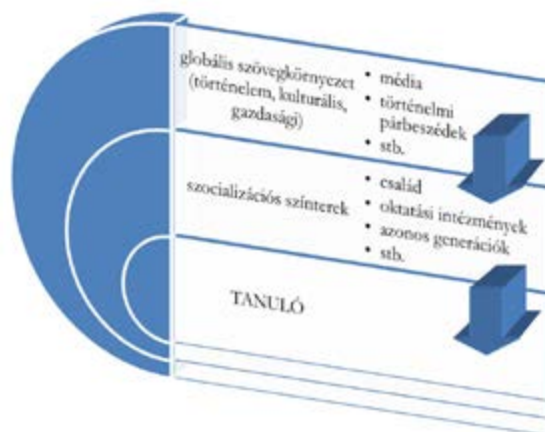 globális szövegkörnyezet
(történelem, kulturális,
gazdasági)
• média
• történelmi
párbeszédek
• stb.
szocializációs színterek
• család
• oktatási intézmények
• azonos generációk
• stb.
TANULÓ